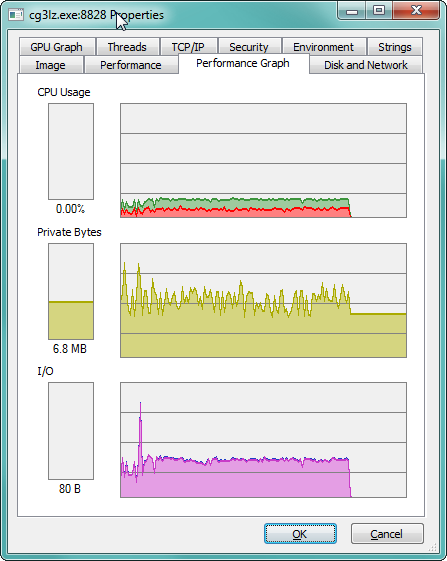 cg3lz.exe:8828 Properties
GPU Graph Threads TCP/IP Security Environment Strings
Image Performance Performance Graph Disk and Network
CPU Usage
0.00%
Private Bytes
6.8 MB
I/O
80 B
OK Cancel